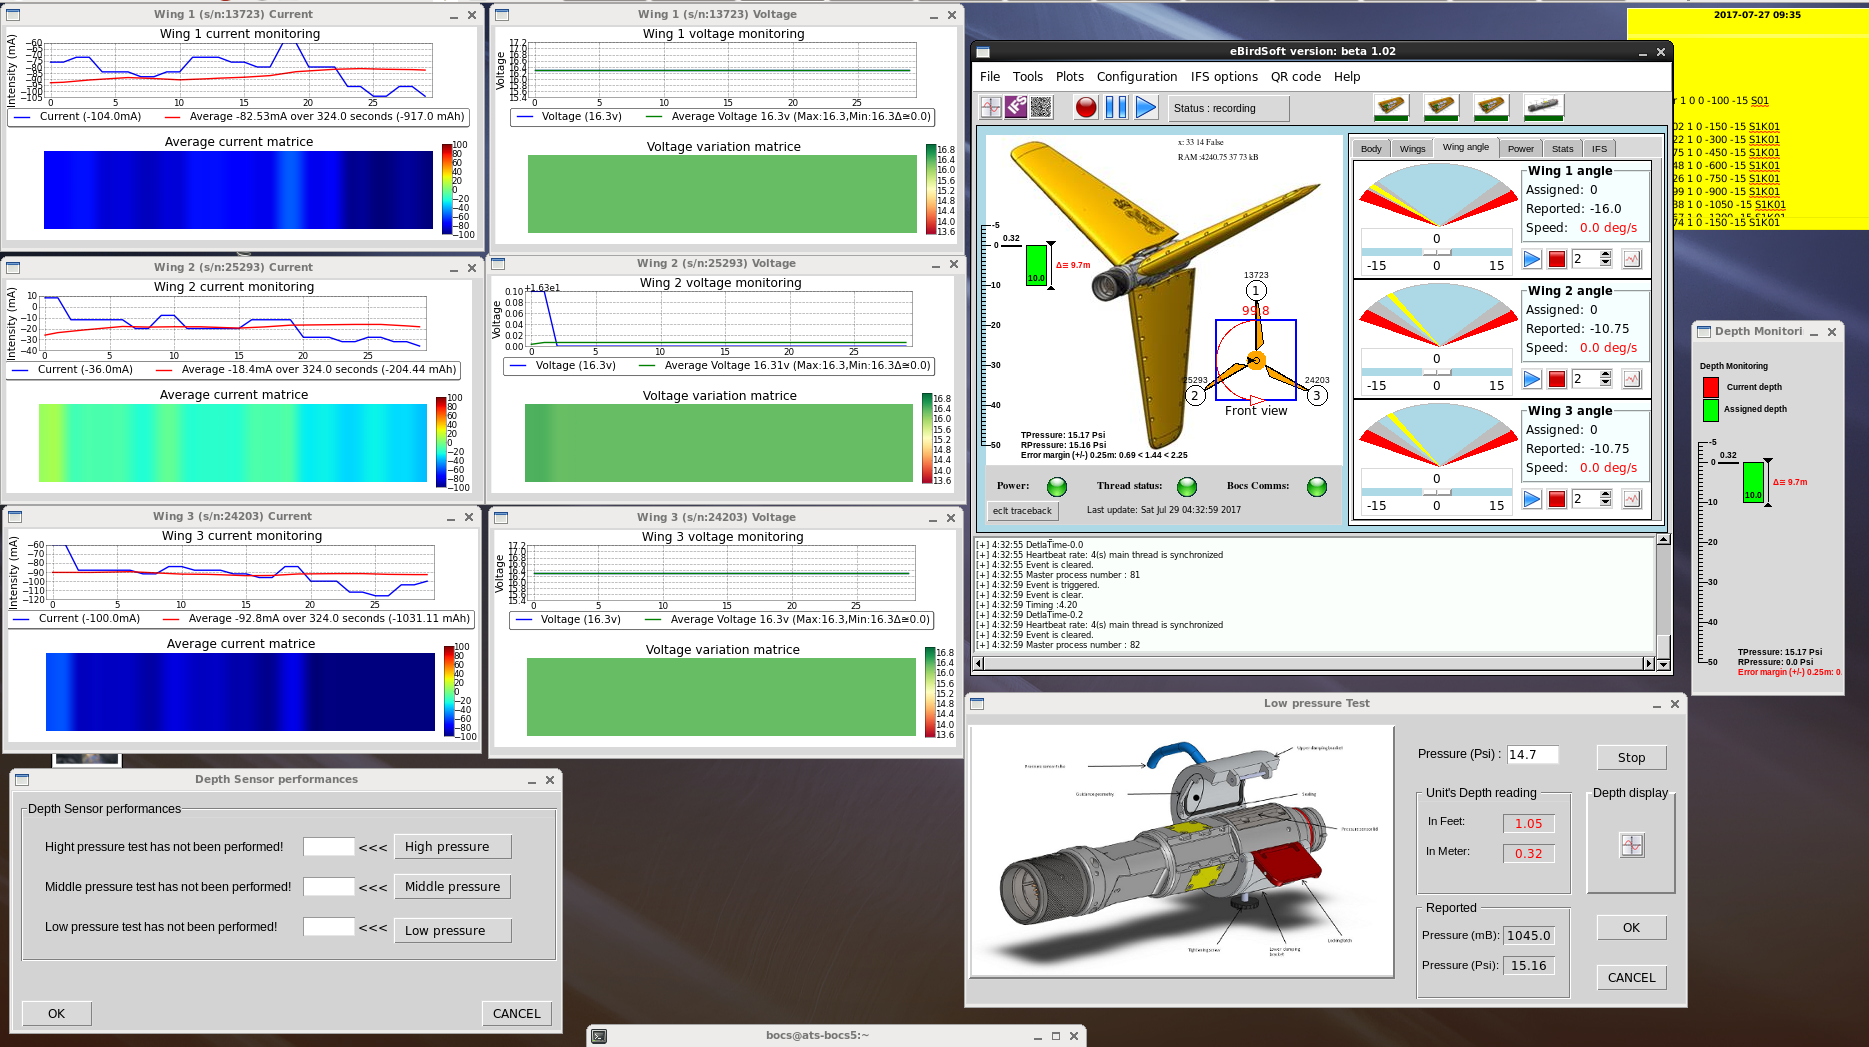 Wing 1 (s/n:13723) Current
Wing 1 current monitoring
Intensity (mA)
−60
−65
−70
−75
−80
−85
−90
−95
−100
−105
0 5 10 15 20 25
Current (-104.0mA) Average -82.53mA over 324.0 seconds (-917.0 mAh)
Average current matrice
100
80
60
40
20
0
−20
−40
−60
−80
−100
Wing 1 (s/n:13723) Voltage
Wing 1 voltage monitoring
Voltage
17.2
16.8
16.6
16.4
16.2
16.0
15.8
15.6
15.4
0 5 10 15 20 25
Voltage (16.3v) Average Voltage 16.3v (Max:16.3,Min:16.3Δ≅0.0)
Voltage variation matrice
16.8
16.4
16.0
15.6
15.2
14.8
14.4
14.0
13.6
Wing 2 (s/n:25293) Current
Wing 2 current monitoring
10
0
−10
−20
−30
−40
0 5 10 15 20 25
Current (-36.0mA) Average -18.4mA over 324.0 seconds (-204.44 mAh)
Average current matrice
100
80
60
40
20
0
−20
−40
−60
−80
−100
Wing 2 (s/n:25293) Voltage
Wing 2 voltage monitoring
Voltage
+1.63e1
0.10
0.08
0.06
0.04
0.02
0.00
0 5 10 15 20 25
Voltage (16.3v) Average Voltage 16.31v (Max:16.3,Min:16.3Δ≅0.0)
Voltage variation matrice
16.8
16.4
16.0
15.6
15.2
14.8
14.4
14.0
13.6
Wing 3 (s/n:24203) Current
Wing 3 current monitoring
Intensity (mA)
−60
−70
−80
−90
−100
−110
−120
0 5 10 15 20 25
Current (-100.0mA) Average -92.8mA over 324.0 seconds (-1031.11 mAh)
Average current matrice
100
80
60
40
20
0
−20
−40
−60
−80
−100
Wing 3 (s/n:24203) Voltage
Wing 3 voltage monitoring
Voltage
17.2
16.8
16.6
16.4
16.2
16.0
15.8
15.6
15.4
0 5 10 15 20 25
Voltage (16.3v) Average Voltage 16.3v (Max:16.3,Min:16.3Δ≅0.0)
Voltage variation matrice
16.8
16.4
16.0
15.6
15.2
14.8
14.4
14.0
13.6
Depth Sensor performances
Depth Sensor performances
Hight pressure test has not been performed! <<< High pressure
Middle pressure test has not been performed! <<< Middle pressure
Low pressure test has not been performed! <<< Low pressure
OK CANCEL
bocs@ats-bocs5:~
eBirdSoft version: beta 1.02
File Tools Plots Configuration IFS options QR code Help
IFS
Status : recording
x: 33 14 False
RAM :4240.75 37 73 kB
-5
0
-10
-20
-30
-40
-50
0.32
10.0
Δ≅ 9.7m
13723
1
99.8
25293
2
24203
3
Front view
TPressure: 15.17 Psi
RPressure: 15.16 Psi
Error margin (+/-) 0.25m: 0.69 < 1.44 < 2.25
Power: Thread status: Bocs Comms:
eclt traceback Last update: Sat Jul 29 04:32:59 2017
Body Wings Wing angle Power Stats IFS
Wing 1 angle
Assigned: 0
Reported: -16.0
Speed: 0.0 deg/s
0
-15 0 15
2
Wing 2 angle
Assigned: 0
Reported: -10.75
Speed: 0.0 deg/s
0
-15 0 15
2
Wing 3 angle
Assigned: 0
Reported: -10.75
Speed: 0.0 deg/s
0
-15 0 15
2
[+] 4:32:55 DetlaTime-0.0
[+] 4:32:55 Heartbeat rate: 4(s) main thread is synchronized
[+] 4:32:55 Event is cleared.
[+] 4:32:55 Master process number : 81
[+] 4:32:59 Event is triggered.
[+] 4:32:59 Event is clear.
[+] 4:32:59 Timing :4.20
[+] 4:32:59 DetlaTime-0.2
[+] 4:32:59 Heartbeat rate: 4(s) main thread is synchronized
[+] 4:32:59 Event is cleared.
[+] 4:32:59 Master process number : 82
2017-07-27 09:35
r 1 0 0 -100 -15 S01
02 1 0 -150 -15 S1K01
22 1 0 -300 -15 S1K01
75 1 0 -450 -15 S1K01
48 1 0 -600 -15 S1K01
26 1 0 -750 -15 S1K01
99 1 0 -900 -15 S1K01
38 1 0 -1050 -15 S1K01
74 1 0 -150 -15 S1K01
Depth Monitori
Depth Monitoring
Current depth
Assigned depth
-5
0
-10
-20
-30
-40
-50
0.32
10.0
Δ≅ 9.7m
TPressure: 15.17 Psi
RPressure: 0.0 Psi
Error margin (+/-) 0.25m: 0.
Low pressure Test
Upper clamping bracket
Pressure sensor tube
Guidance geometry
Sealing
Tightening screw
Lower clamping bracket
Locking latch
Pressure (Psi) : 14.7 Stop
Unit's Depth reading
In Feet: 1.05
In Meter: 0.32
Depth display
Reported
Pressure (mB): 1045.0
Pressure (Psi): 15.16
OK
CANCEL